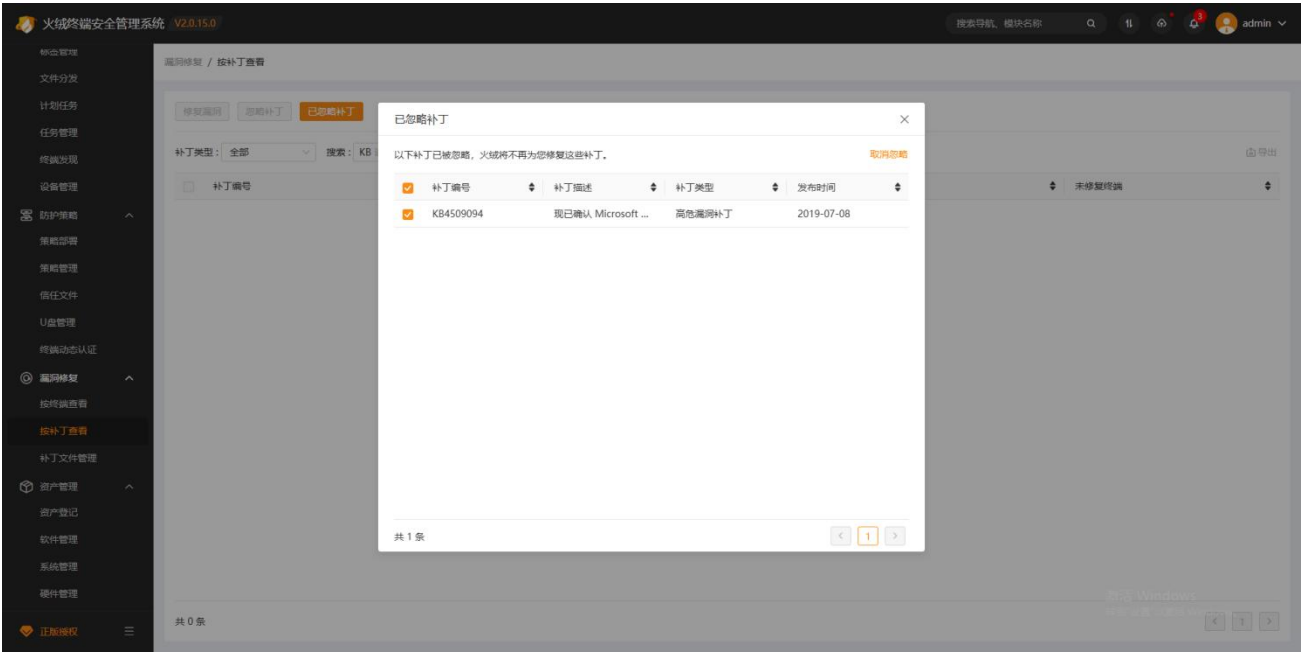 火绒终端安全管理系统 V2.0.15.0 搜索导航、模块名称 3 admin
标签管理
文件分发
计划任务
任务管理
终端发现
设备管理
防护策略
策略部署
策略管理
信任文件
U盘管理
终端动态认证
漏洞修复
按终端查看
按补丁查看
补丁文件管理
资产管理
资产登记
软件管理
系统管理
硬件管理
正版授权
漏洞修复 / 按补丁查看
修复漏洞 忽略补丁 已忽略补丁
补丁类型： 全部 搜索： KB 导出
补丁编号 未修复终端
已忽略补丁
以下补丁已被忽略，火绒将不再为您修复这些补丁。 取消忽略
补丁编号 补丁描述 补丁类型 发布时间
KB4509094 现已确认 Microsoft ... 高危漏洞补丁 2019-07-08
共 1 条 < 1 >
激活 Windows
共 0 条 < 1 >